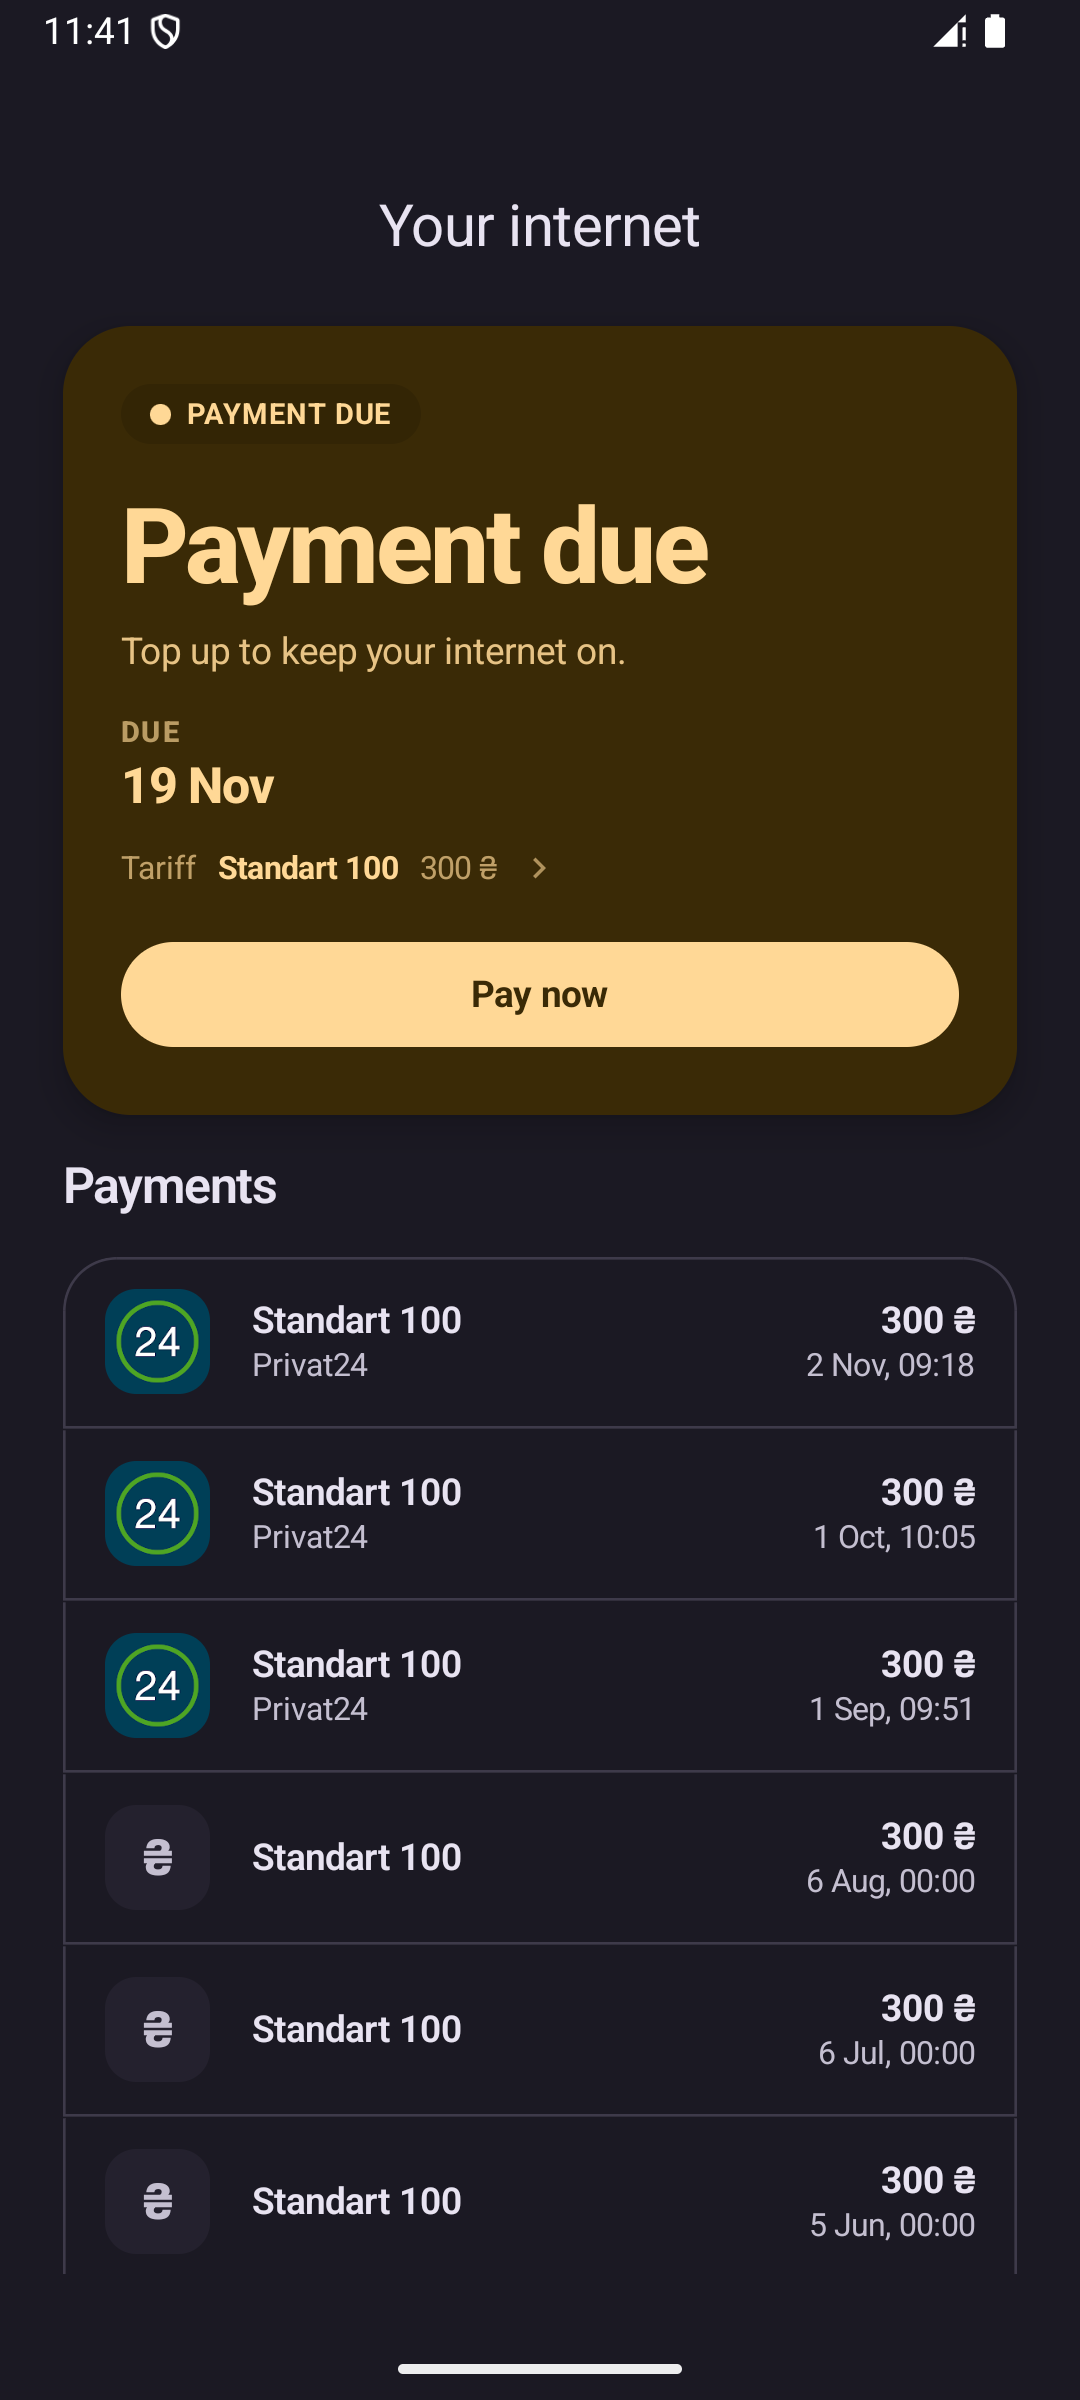 11:41
Your internet
PAYMENT DUE
Payment due
Top up to keep your internet on.
DUE
19 Nov
Tariff Standart 100 300 ₴
Pay now
Payments
24
Standart 100
Privat24
300 ₴
2 Nov, 09:18
24
Standart 100
Privat24
300 ₴
1 Oct, 10:05
24
Standart 100
Privat24
300 ₴
1 Sep, 09:51
₴
Standart 100
300 ₴
6 Aug, 00:00
₴
Standart 100
300 ₴
6 Jul, 00:00
₴
Standart 100
300 ₴
5 Jun, 00:00